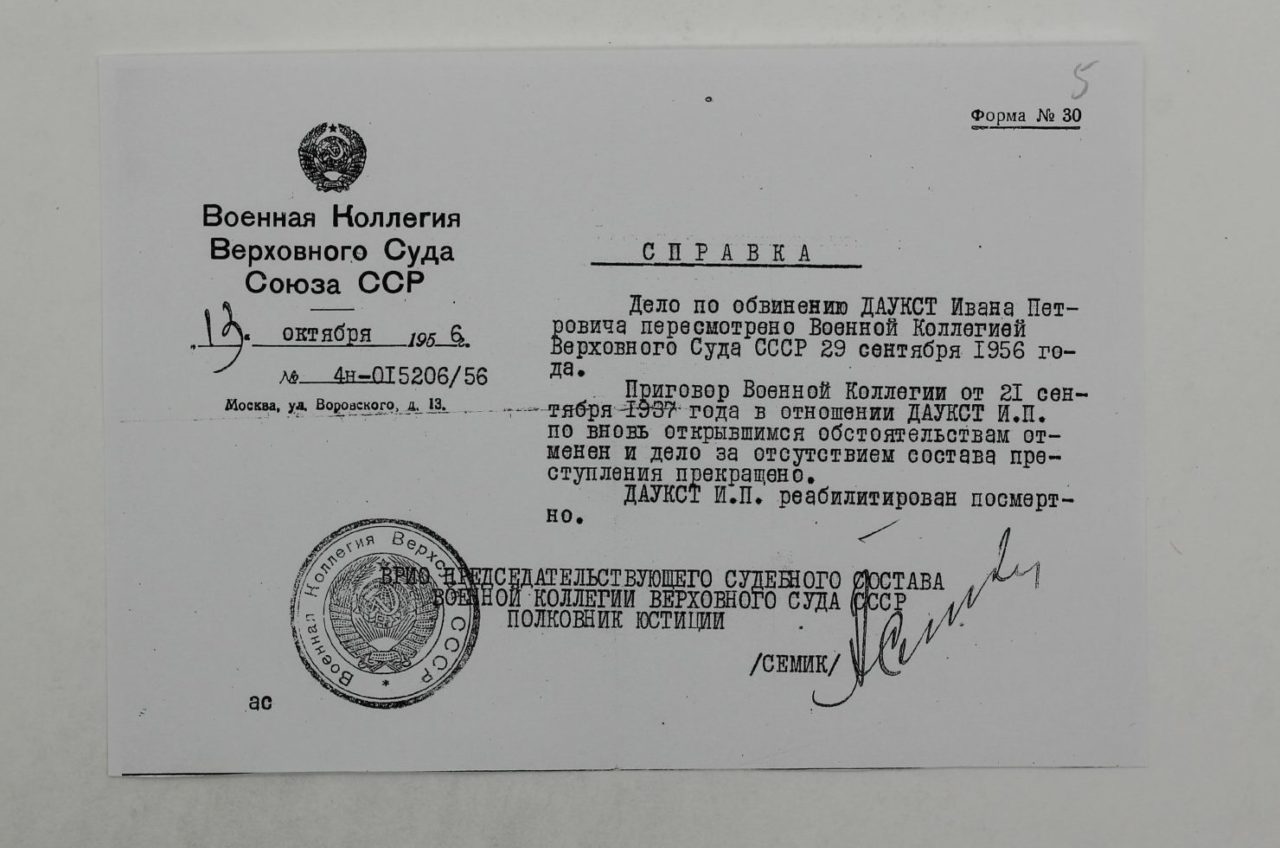 5
Форма № 30
Военная Коллегия
Верховного Суда
Союза ССР
„13." октября 1956.
№ 4н-015206/56
Москва, ул. Воровского, д. 13.
СПРАВКА
Дело по обвинению ДАУКСТ Ивана Пет-
ровича пересмотрено Военной Коллегией
Верховного Суда СССР 29 сентября 1956 го-
да.
Приговор Военной Коллегии от 21 сен-
тября 1937 года в отношении ДАУКСТ И.П.
по вновь открывшимся обстоятельствам от-
менен и дело за отсутствием состава пре-
ступления прекращено.
ДАУКСТ И.П. реабилитирован посмерт-
но.
ВРИО ПРЕДСЕДАТЕЛЬСТВУЮЩЕГО СУДЕБНОГО СОСТАВА
ВОЕННОЙ КОЛЛЕГИИ ВЕРХОВНОГО СУДА СССР
ПОЛКОВНИК ЮСТИЦИИ
/СЕМИК/
Военная Коллегия Верхсуда СССР
ас